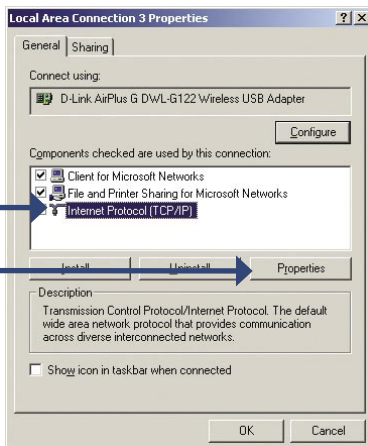 Local Area Connection 3 Properties
General Sharing
Connect using:
D-Link AirPlus G DWL-G122 Wireless USB Adapter
Configure
Components checked are used by this connection:
Client for Microsoft Networks
File and Printer Sharing for Microsoft Networks
Internet Protocol (TCP/IP)
Install Uninstall Properties
Description
Transmission Control Protocol/Internet Protocol. The default
wide area network protocol that provides communication
across diverse interconnected networks.
Show icon in taskbar when connected
OK Cancel